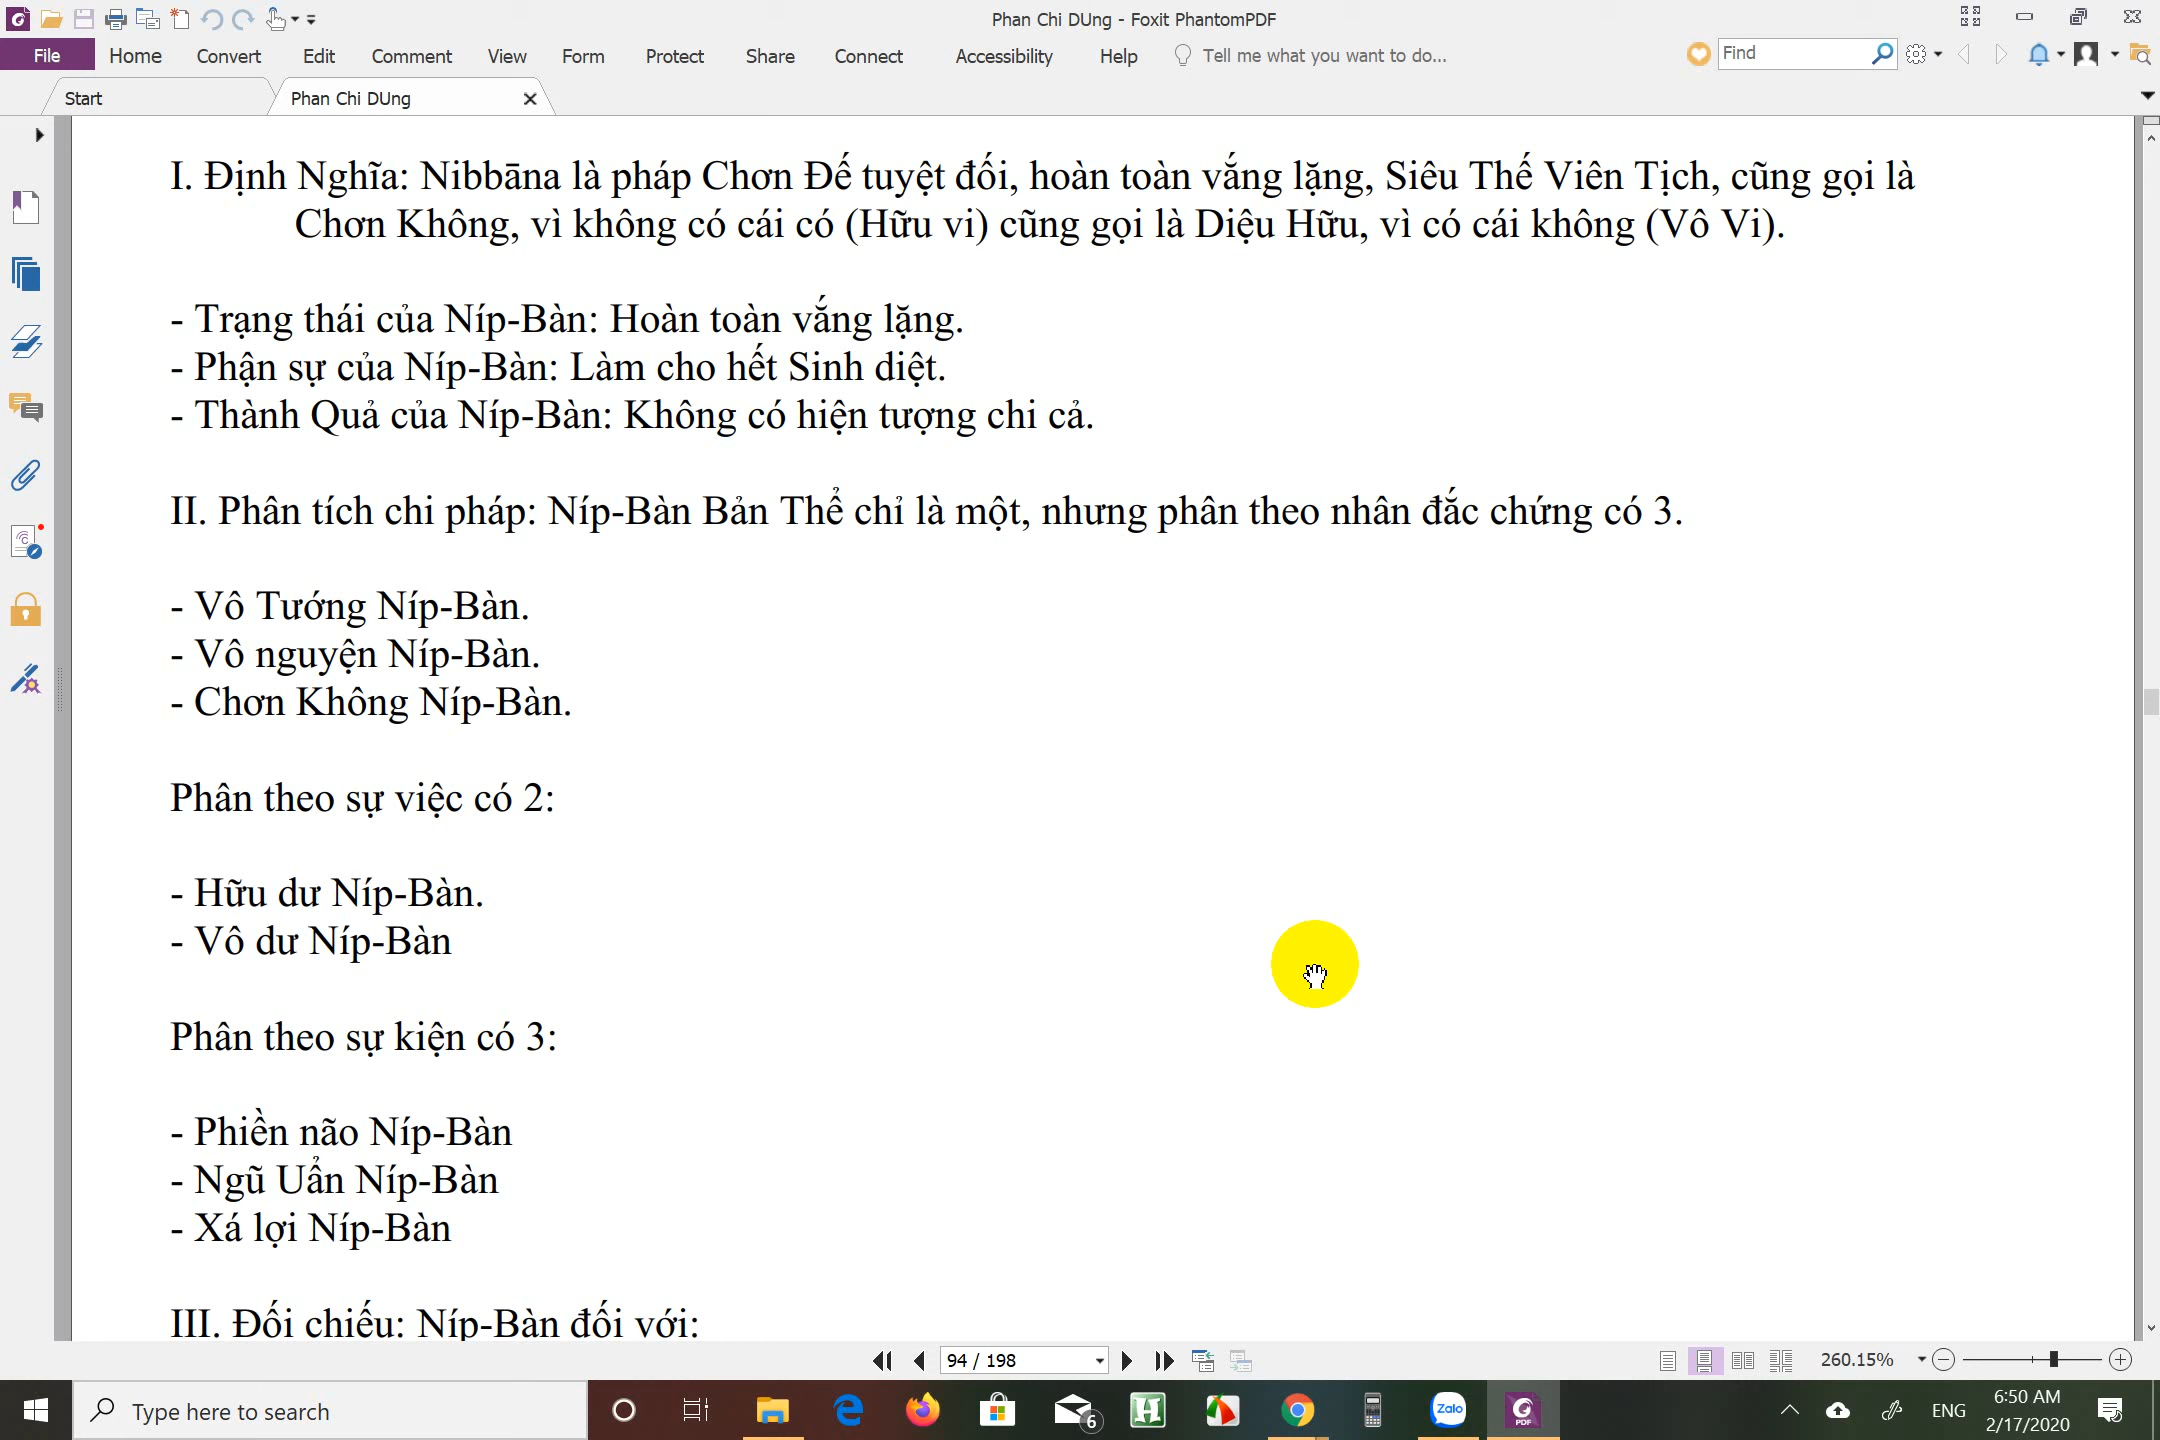 Phan Chi DUng - Foxit PhantomPDF
File Home Convert Edit Comment View Form Protect Share Connect Accessibility Help Tell me what you want to do... Find
Start Phan Chi DUng
I. Định Nghĩa: Nibbāna là pháp Chơn Đế tuyệt đối, hoàn toàn vắng lặng, Siêu Thế Viên Tịch, cũng gọi là
Chơn Không, vì không có cái có (Hữu vi) cũng gọi là Diệu Hữu, vì có cái không (Vô Vi).
- Trạng thái của Níp-Bàn: Hoàn toàn vắng lặng.
- Phận sự của Níp-Bàn: Làm cho hết Sinh diệt.
- Thành Quả của Níp-Bàn: Không có hiện tượng chi cả.
II. Phân tích chi pháp: Níp-Bàn Bản Thể chỉ là một, nhưng phân theo nhân đắc chứng có 3.
- Vô Tướng Níp-Bàn.
- Vô nguyện Níp-Bàn.
- Chơn Không Níp-Bàn.
Phân theo sự việc có 2:
- Hữu dư Níp-Bàn.
- Vô dư Níp-Bàn
Phân theo sự kiện có 3:
- Phiền não Níp-Bàn
- Ngũ Uẩn Níp-Bàn
- Xá lợi Níp-Bàn
III. Đối chiếu: Níp-Bàn đối với:
94 / 198 260.15%
Type here to search 6 Zalo PDF ENG 6:50 AM
2/17/2020